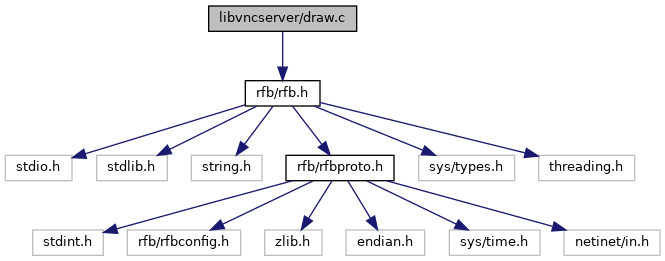 libvncserver/draw.c
rfb/rfb.h
stdio.h
stdlib.h
string.h
rfb/rfbproto.h
sys/types.h
threading.h
stdint.h
rfb/rfbconfig.h
zlib.h
endian.h
sys/time.h
netinet/in.h